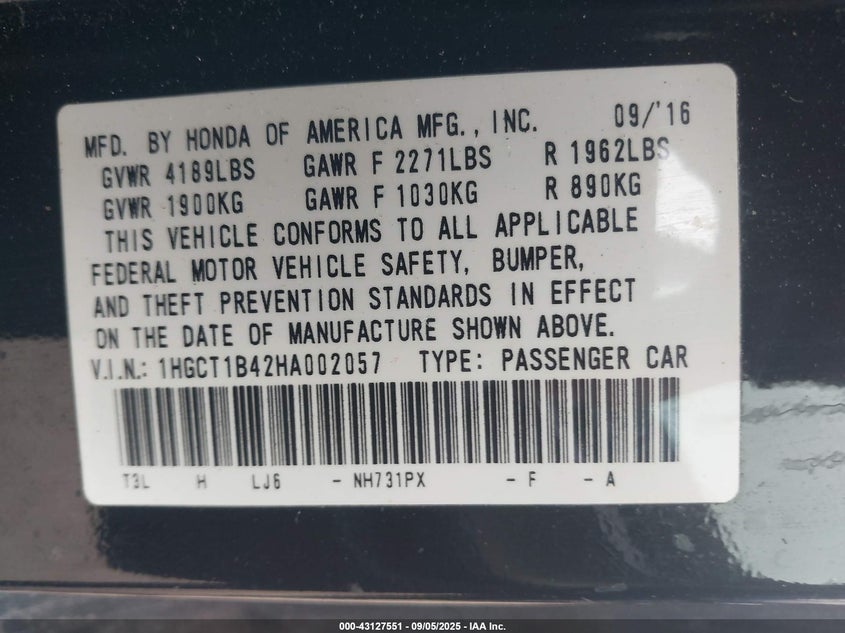 MFD. BY HONDA OF AMERICA MFG., INC. 09/'16
GVWR 4189LBS GAWR F 2271LBS R 1962LBS
GVWR 1900KG GAWR F 1030KG R 890KG
THIS VEHICLE CONFORMS TO ALL APPLICABLE
FEDERAL MOTOR VEHICLE SAFETY, BUMPER,
AND THEFT PREVENTION STANDARDS IN EFFECT
ON THE DATE OF MANUFACTURE SHOWN ABOVE.
V.I.N.: 1HGCT1B42HA002057 TYPE: PASSENGER CAR
T3L H LJ6 - NH731PX - F - A
000-43127551 | 09/05/2025 - IAA Inc.